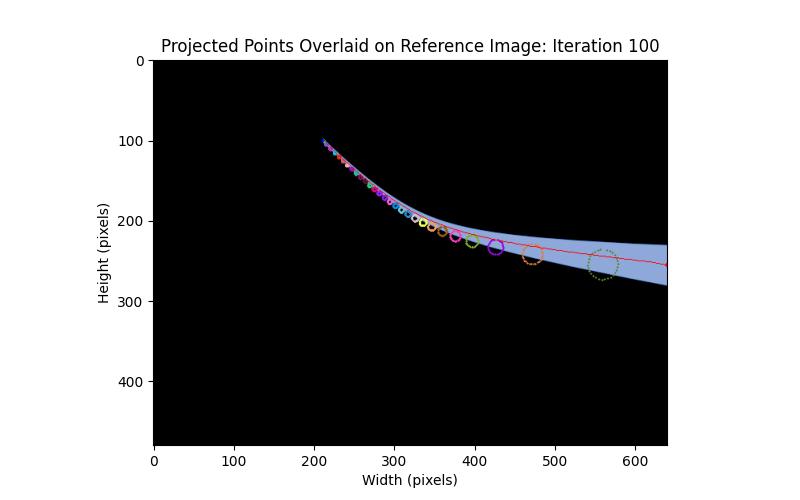 Projected Points Overlaid on Reference Image: Iteration 100
0
100
200
300
400
Height (pixels)
0 100 200 300 400 500 600
Width (pixels)